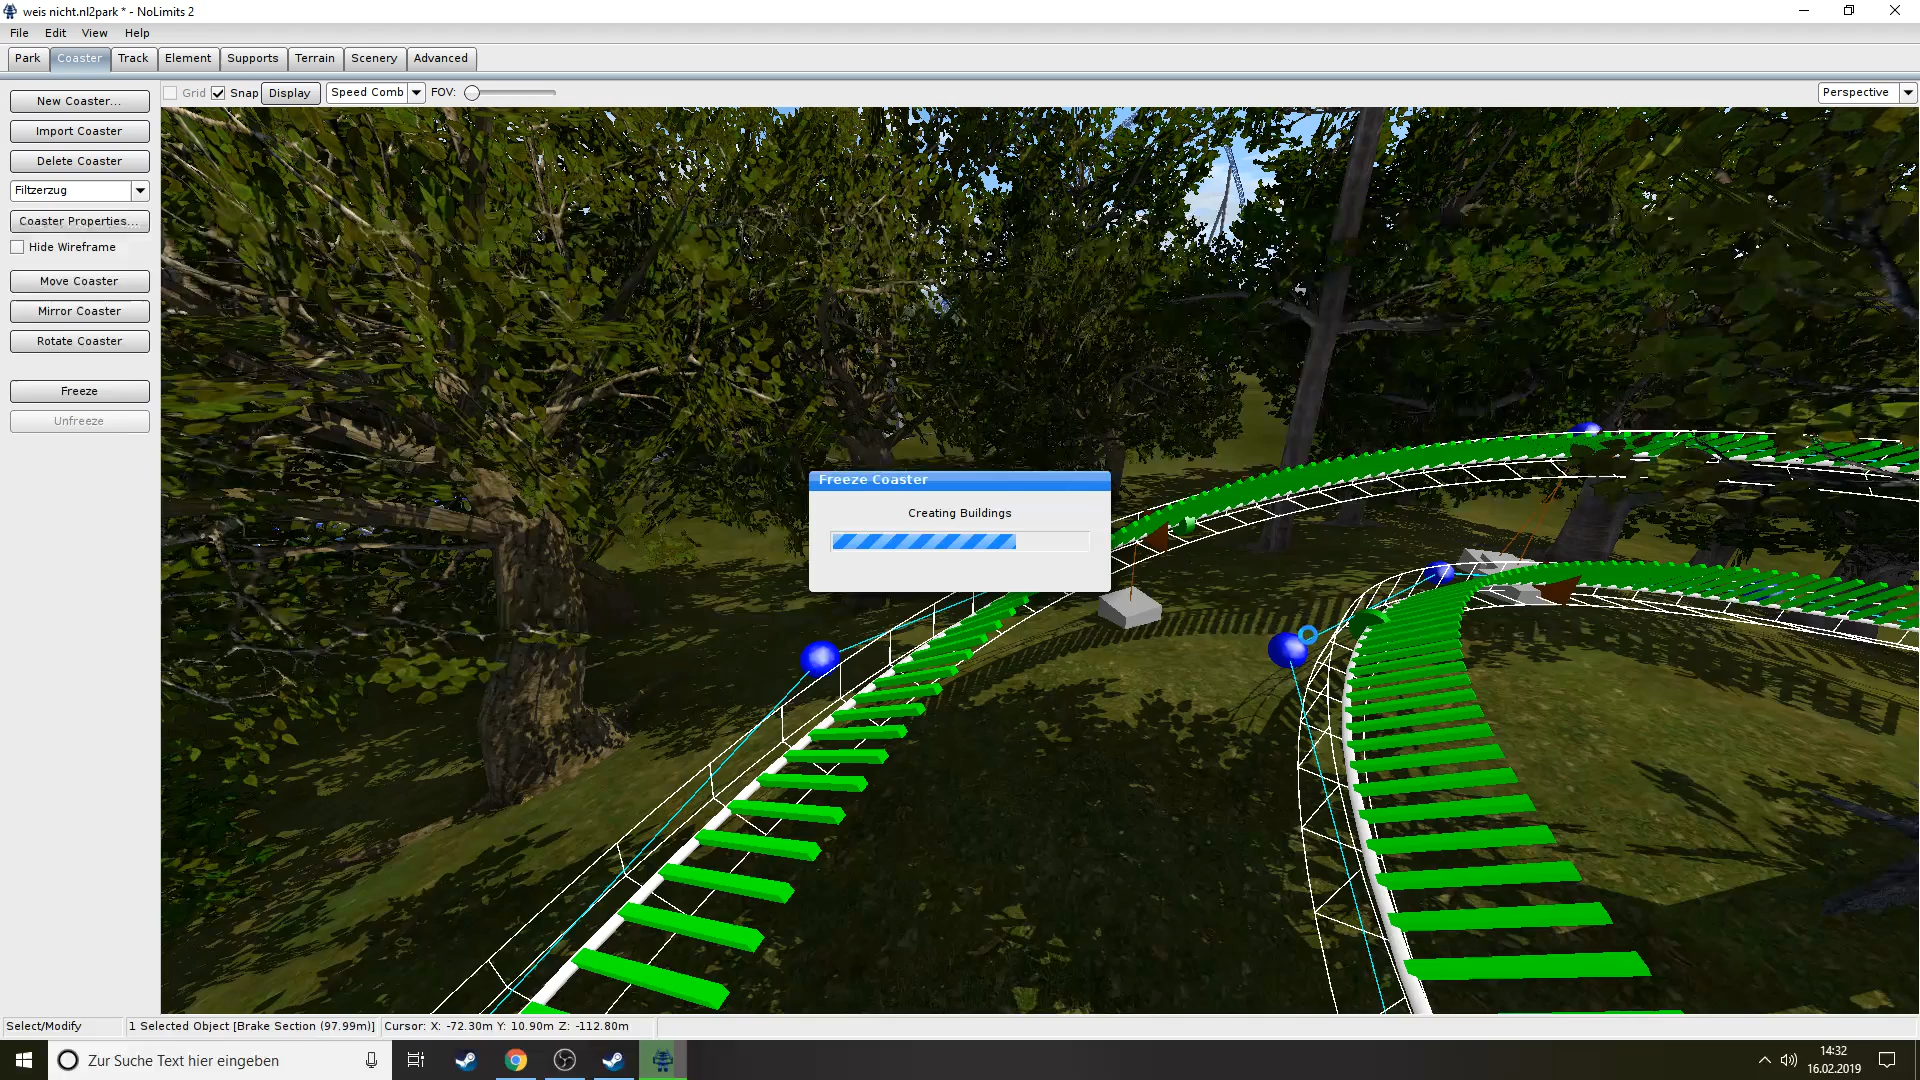 weis nicht.nl2park * - NoLimits 2
File Edit View Help
Park Coaster Track Element Supports Terrain Scenery Advanced
Grid Snap Display Speed Comb FOV: Perspective
New Coaster...
Import Coaster
Delete Coaster
Filtzerzug
Coaster Properties...
Hide Wireframe
Move Coaster
Mirror Coaster
Rotate Coaster
Freeze
Unfreeze
Freeze Coaster
Creating Buildings
Select/Modify 1 Selected Object [Brake Section (97.99m)] Cursor: X: -72.30m Y: 10.90m Z: -112.80m
Zur Suche Text hier eingeben
14:32
16.02.2019